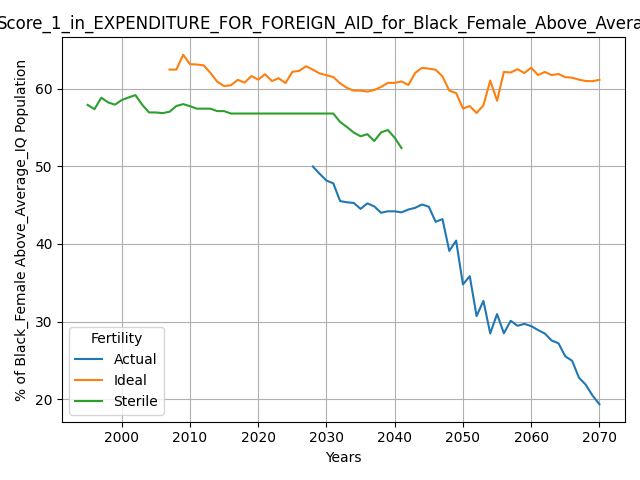 Score_1_in_EXPENDITURE_FOR_FOREIGN_AID_for_Black_Female_Above_Avera
% of Black_Female Above_Average_IQ Population
60
50
40
30
20
Fertility
Actual
Ideal
Sterile
2000 2010 2020 2030 2040 2050 2060 2070
Years